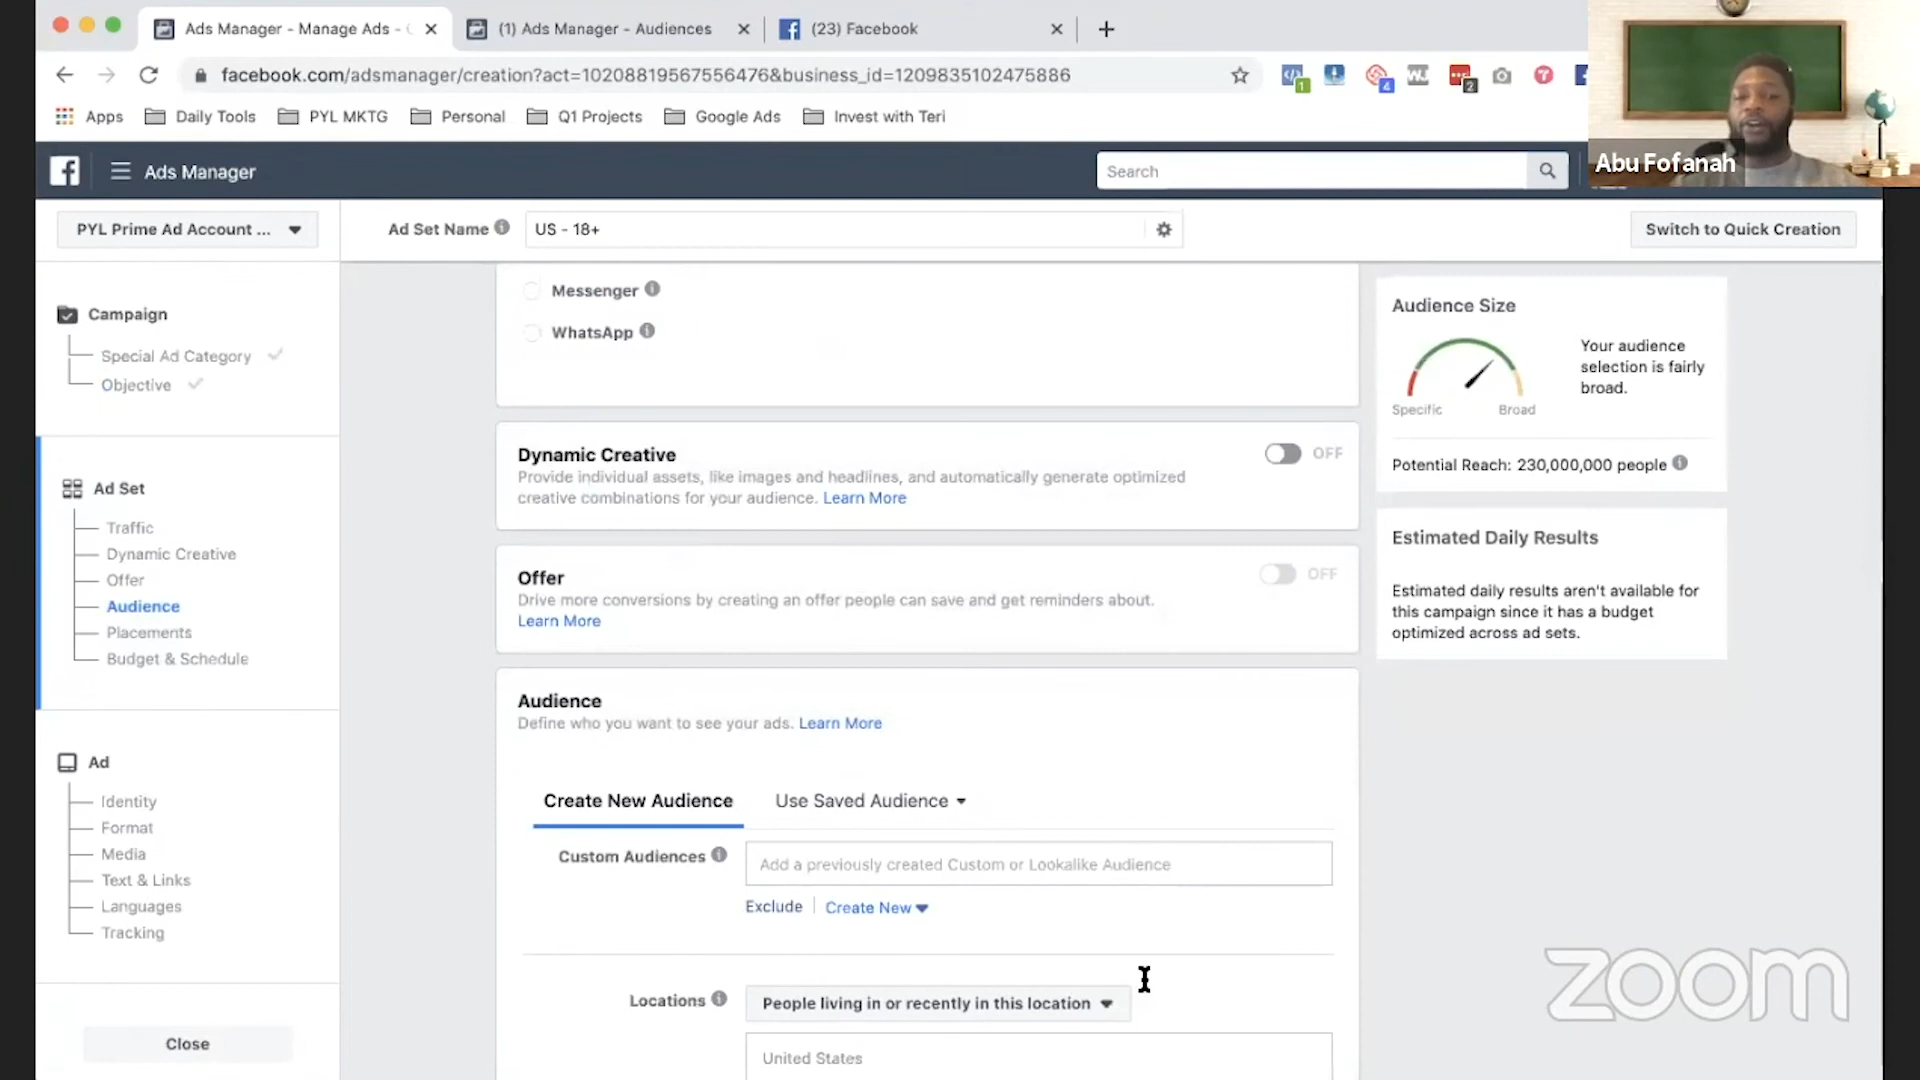 Ads Manager - Manage Ads - C
(1) Ads Manager - Audiences
(23) Facebook
facebook.com/adsmanager/creation?act=10208819567556476&business_id=1209835102475886
1
4
2
Apps
Daily Tools
PYL MKTG
Personal
Q1 Projects
Google Ads
Invest with Teri
Abu Fofanah
Ads Manager
Search
PYL Prime Ad Account ...
Ad Set Name
US - 18+
Switch to Quick Creation
Campaign
Special Ad Category
Objective
Ad Set
Traffic
Dynamic Creative
Offer
Audience
Placements
Budget & Schedule
Ad
Identity
Format
Media
Text & Links
Languages
Tracking
Close
Messenger
WhatsApp
Dynamic Creative
OFF
Provide individual assets, like images and headlines, and automatically generate optimized
creative combinations for your audience. Learn More
Offer
OFF
Drive more conversions by creating an offer people can save and get reminders about.
Learn More
Audience
Define who you want to see your ads. Learn More
Create New Audience
Use Saved Audience
Custom Audiences
Add a previously created Custom or Lookalike Audience
Exclude
Create New
Locations
People living in or recently in this location
United States
Audience Size
Your audience
selection is fairly
broad.
Specific
Broad
Potential Reach: 230,000,000 people
Estimated Daily Results
Estimated daily results aren't available for
this campaign since it has a budget
optimized across ad sets.
zoom